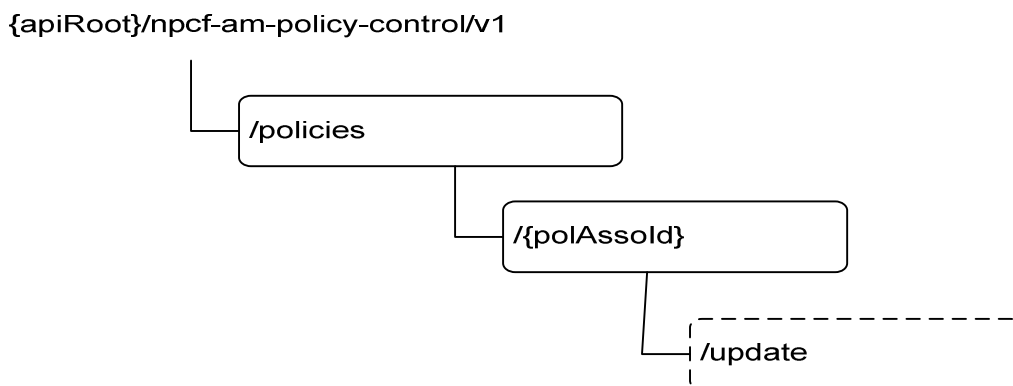 {apiRoot}/npcf-am-policy-control/v1
/policies
/{polAssoId}
/update